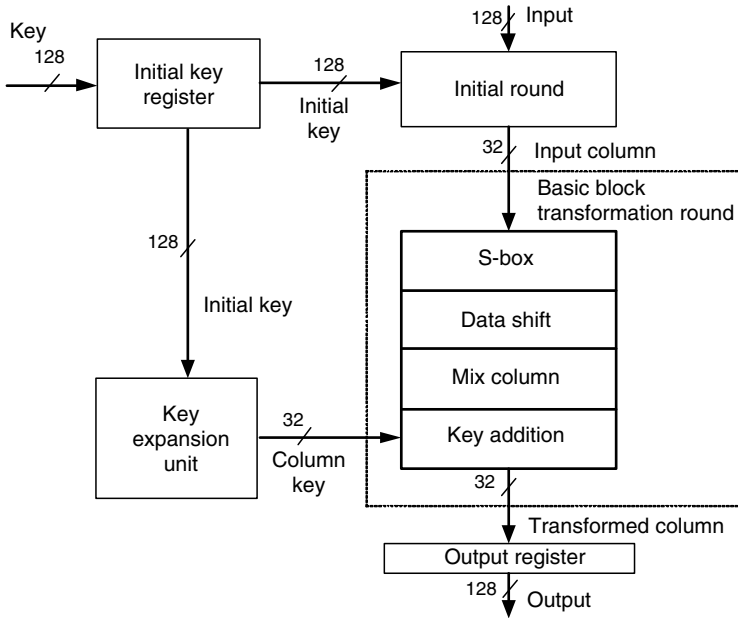 Key
128
Initial key
register
128
Initial
key
128
Input
Initial round
32
Input column
Basic block
transformation round
S-box
Data shift
Mix column
Key addition
128
Initial key
Key
expansion
unit
32
Column
key
32
Transformed column
Output register
128
Output